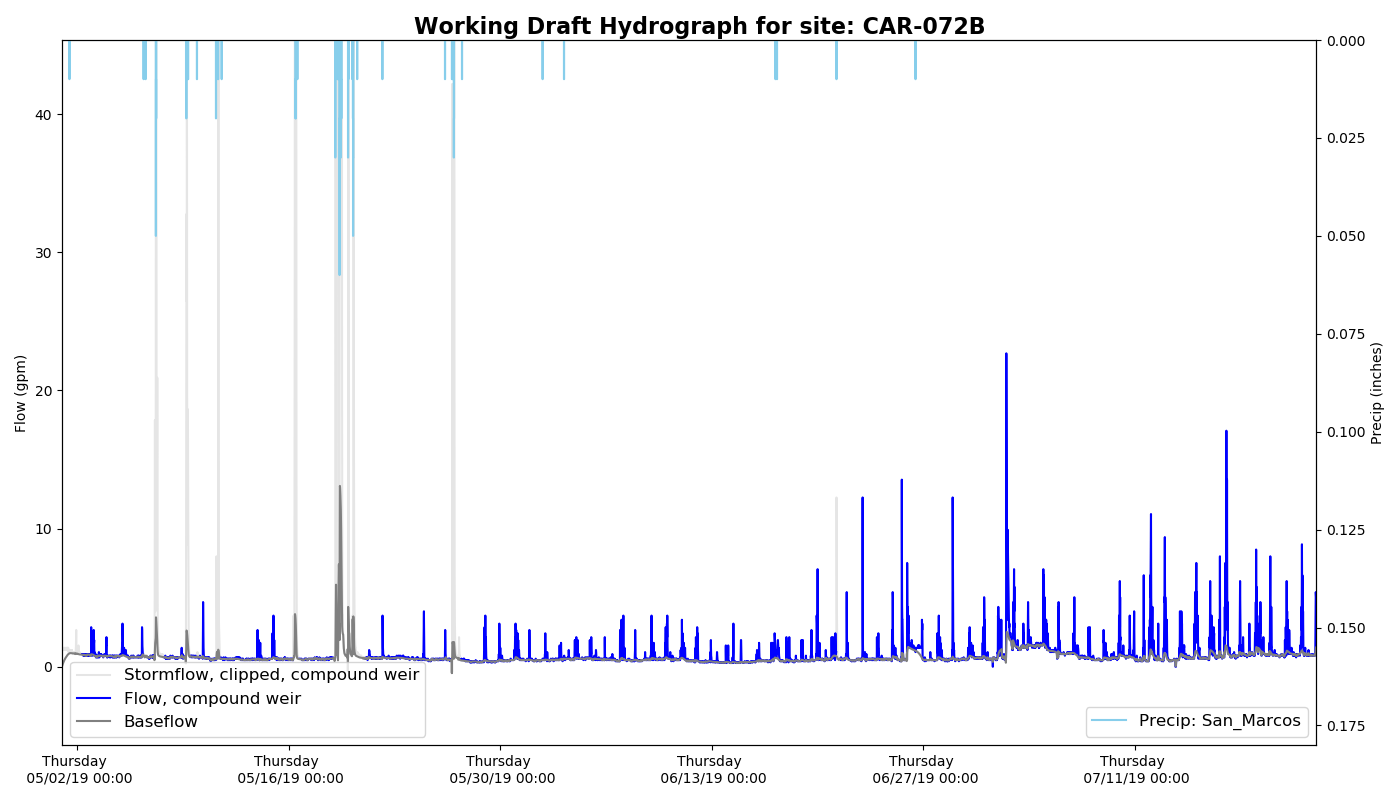 Working Draft Hydrograph for site: CAR-072B
Flow (gpm)
40
30
20
10
0
0.000
0.025
0.050
0.075
0.100
0.125
0.150
0.175
Precip (inches)
Stormflow, clipped, compound weir
Flow, compound weir
Baseflow
Precip: San_Marcos
Thursday
05/02/19 00:00
Thursday
05/16/19 00:00
Thursday
05/30/19 00:00
Thursday
06/13/19 00:00
Thursday
06/27/19 00:00
Thursday
07/11/19 00:00